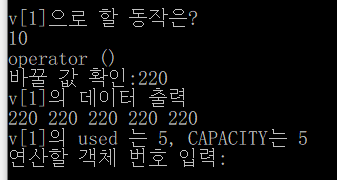 v[1]으로 할 동작은?
10
operator ()
바꿀 값 확인:220
v[1]의 데이터 출력
220 220 220 220 220
v[1]의 used 는 5, CAPACITY는 5
연산할 객체 번호 입력: